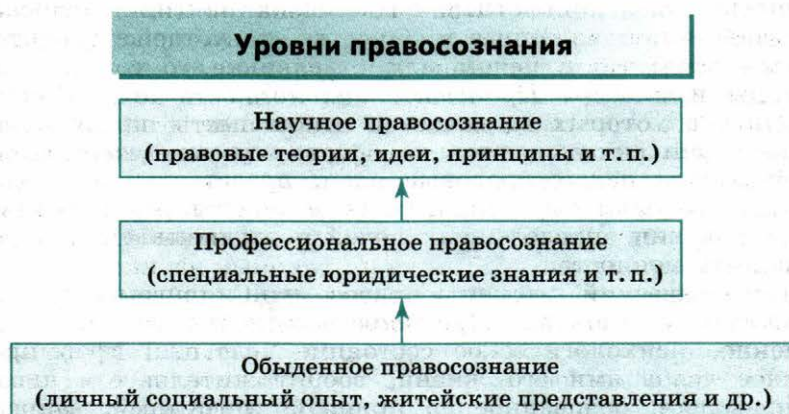 Уровни правосознания
Научное правосознание
(правовые теории, идеи, принципы и т. п.)
Профессиональное правосознание
(специальные юридические знания и т. п.)
Обыденное правосознание
(личный социальный опыт, житейские представления и др.)